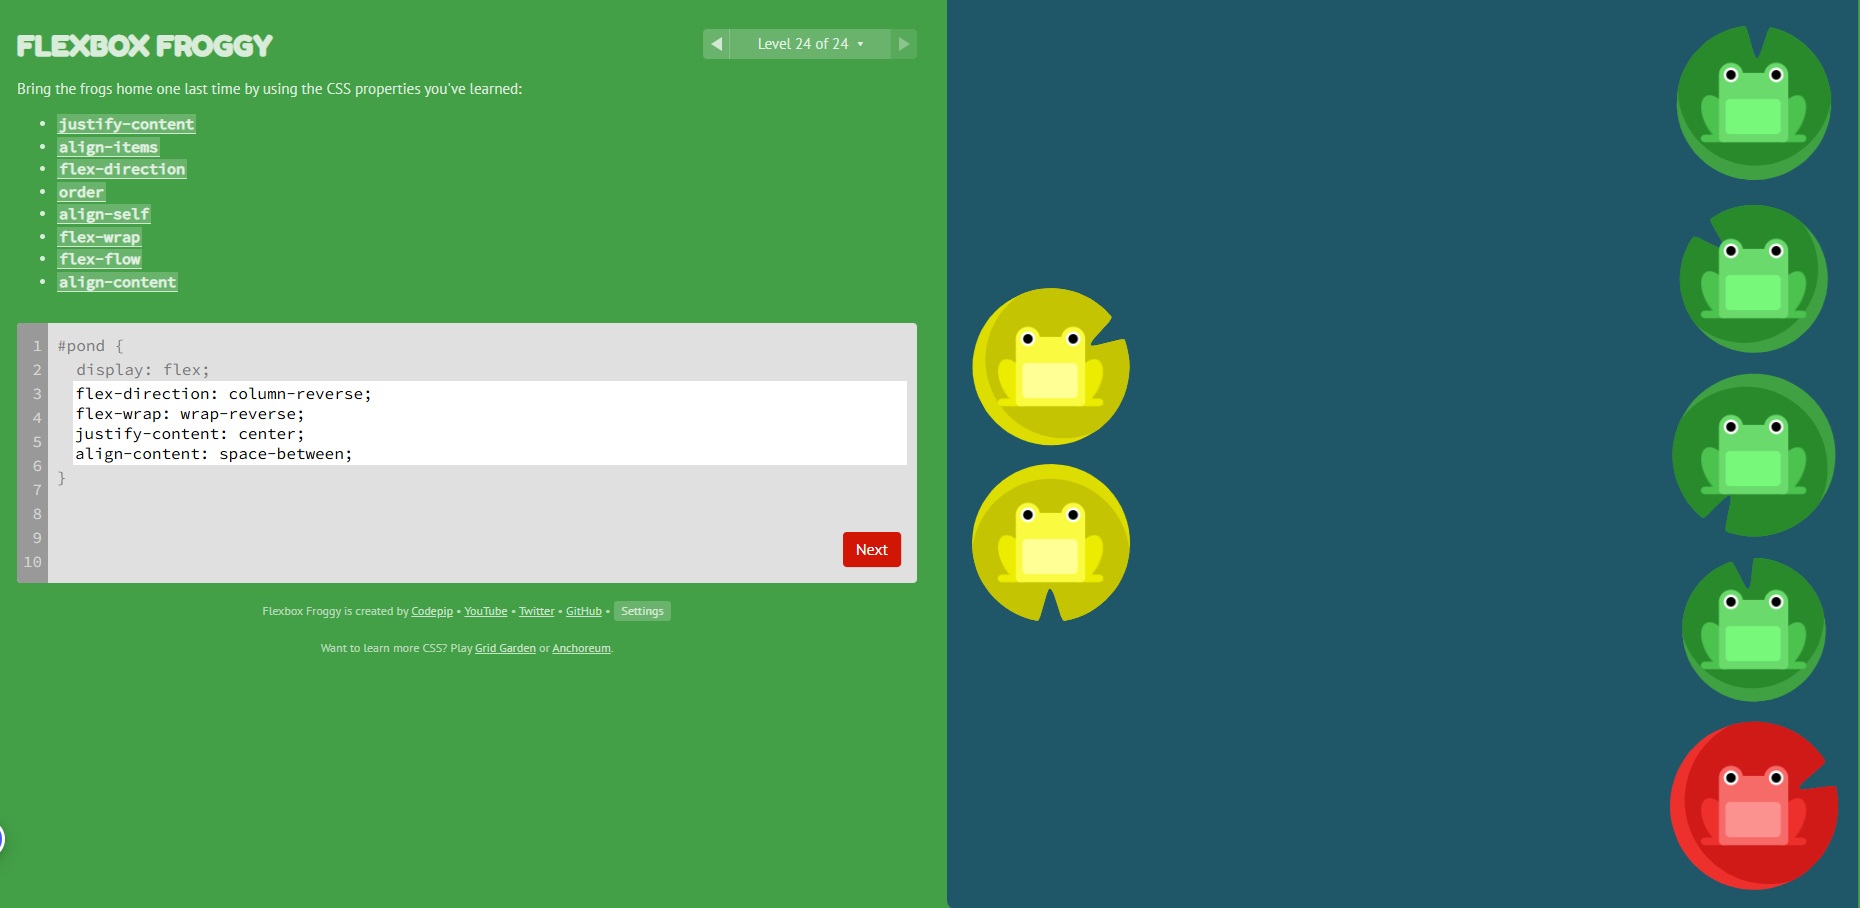 FLEXBOX FROGGY
◀ Level 24 of 24 ▾ ▶
Bring the frogs home one last time by using the CSS properties you've learned:
• justify-content
• align-items
• flex-direction
• order
• align-self
• flex-wrap
• flex-flow
• align-content
1 #pond {
2 display: flex;
3 flex-direction: column-reverse;
4 flex-wrap: wrap-reverse;
5 justify-content: center;
6 align-content: space-between;
7 }
8
9
10
Next
Flexbox Froggy is created by Codepip • YouTube • Twitter • GitHub • Settings
Want to learn more CSS? Play Grid Garden or Anchoreum.